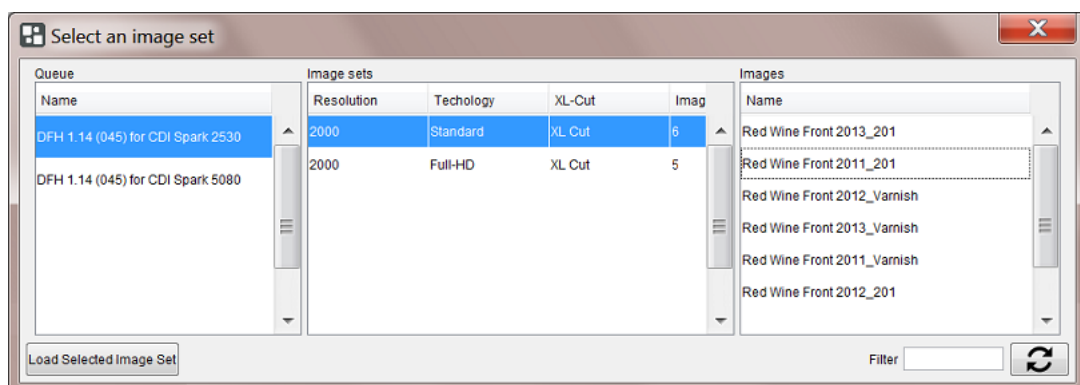 Select an image set
Queue
Name
DFH 1.14 (045) for CDI Spark 2530
DFH 1.14 (045) for CDI Spark 5080
Image sets
Resolution Techology XL-Cut Imag
2000 Standard XL Cut 6
2000 Full-HD XL Cut 5
Images
Name
Red Wine Front 2013_201
Red Wine Front 2011_201
Red Wine Front 2012_Varnish
Red Wine Front 2013_Varnish
Red Wine Front 2011_Varnish
Red Wine Front 2012_201
Load Selected Image Set
Filter